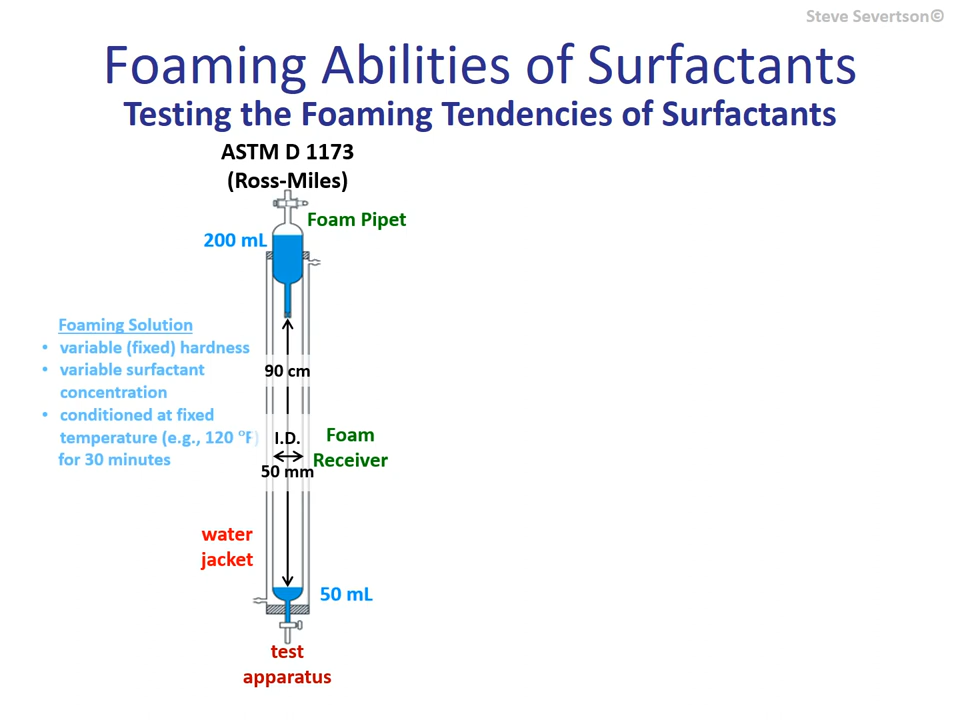 Steve Severtson©
Foaming Abilities of Surfactants
Testing the Foaming Tendencies of Surfactants
ASTM D 1173
(Ross-Miles)
Foam Pipet
200 mL
Foaming Solution
• variable (fixed) hardness
• variable surfactant
concentration
• conditioned at fixed
temperature (e.g., 120 °F)
for 30 minutes
90 cm
I.D.
50 mm
Foam
Receiver
water
jacket
50 mL
test
apparatus